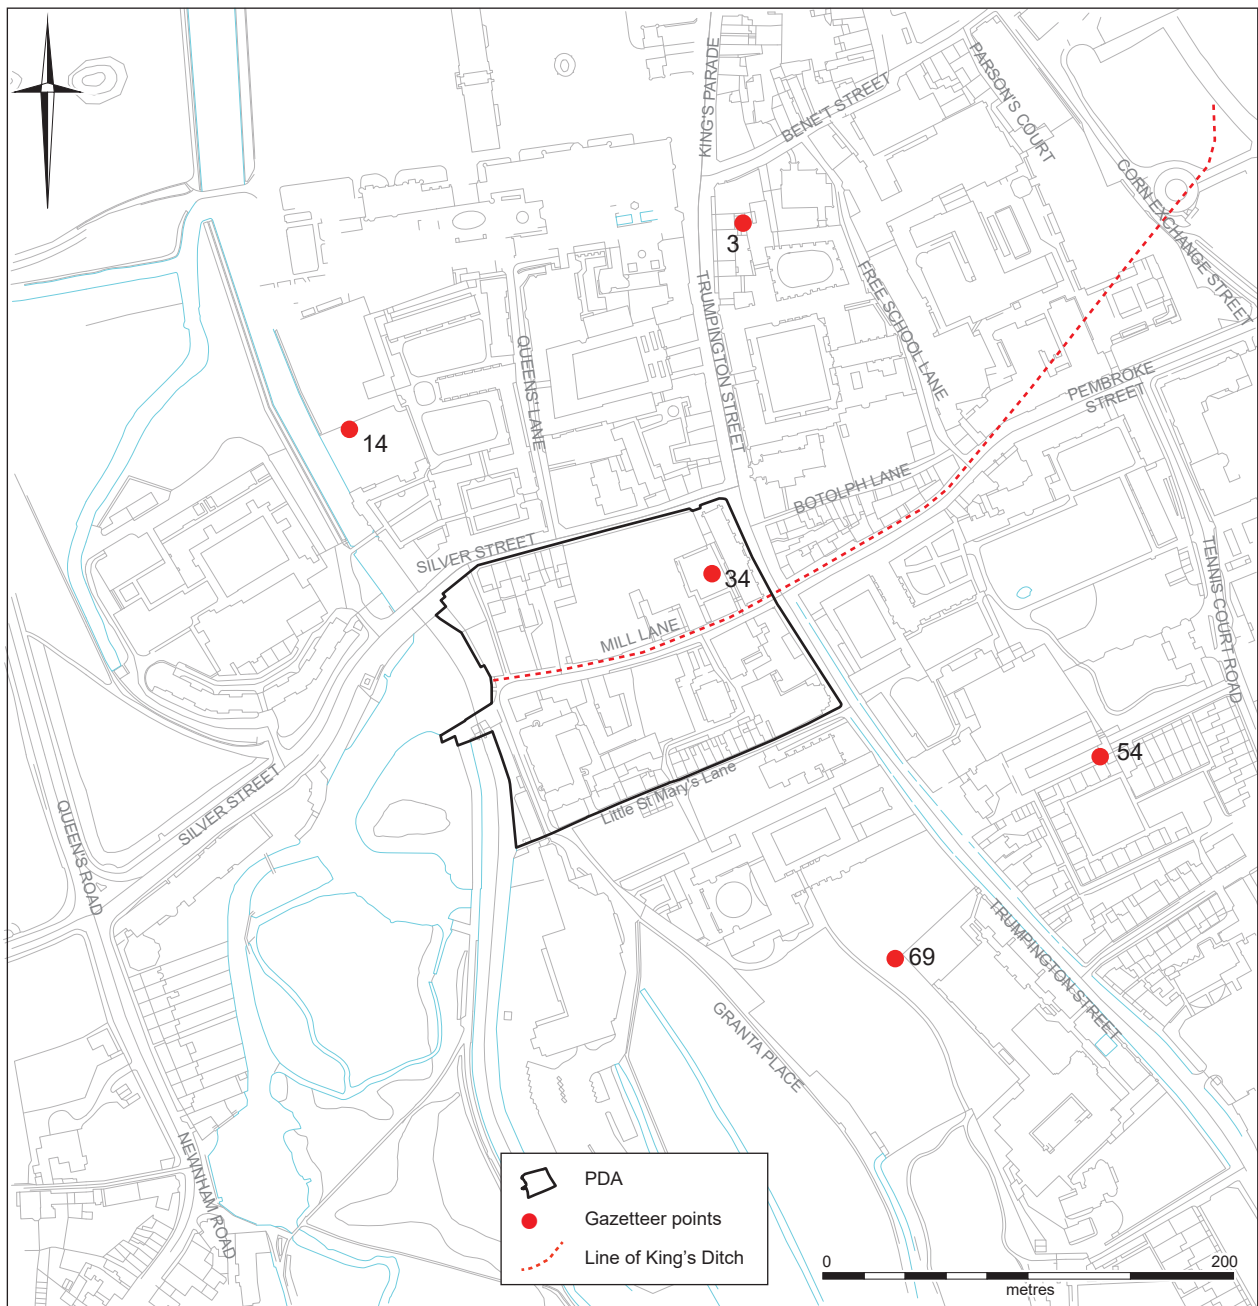 KING'S PARADE
BENE'T STREET
PARSON'S COURT
CORN EXCHANGE STREET
3
TRUMPINGTON STREET
FREE SCHOOL LANE
QUEENS' LANE
PEMBROKE
STREET
14
BOTOLPH LANE
SILVER STREET
34
TENNIS COURT ROAD
MILL LANE
54
Little St Mary's Lane
SILVER STREET
QUEEN'S ROAD
69
TRUMPINGTON STREET
GRANTA PLACE
NEWNHAM ROAD
PDA
Gazetteer points
Line of King's Ditch
0 200
metres